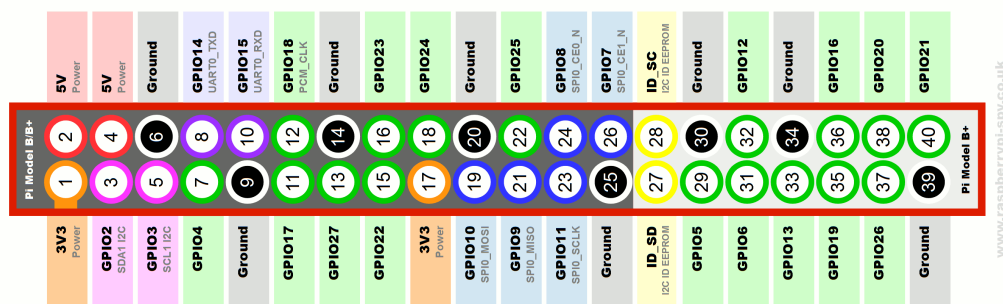 5V
Power
5V
Power
Ground
GPIO14
UART0_TXD
GPIO15
UART0_RXD
GPIO18
PCM_CLK
Ground
GPIO23
GPIO24
Ground
GPIO25
GPIO8
SPI0_CE0_N
GPIO7
SPI0_CE1_N
ID_SC
I2C ID EEPROM
Ground
GPIO12
Ground
GPIO16
GPIO20
GPIO21
Pi Model B/B+
2
4
6
8
10
12
14
16
18
20
22
24
26
28
30
32
34
36
38
40
1
3
5
7
9
11
13
15
17
19
21
23
25
27
29
31
33
35
37
39
Pi Model B+
3V3
Power
GPIO2
SDA1 I2C
GPIO3
SCL1 I2C
GPIO4
Ground
GPIO17
GPIO27
GPIO22
3V3
Power
GPIO10
SPI0_MOSI
GPIO9
SPI0_MISO
GPIO11
SPI0_SCLK
Ground
ID_SD
I2C ID EEPROM
GPIO5
GPIO6
GPIO13
GPIO19
GPIO26
Ground
www.raspberrypi-spy.co.uk